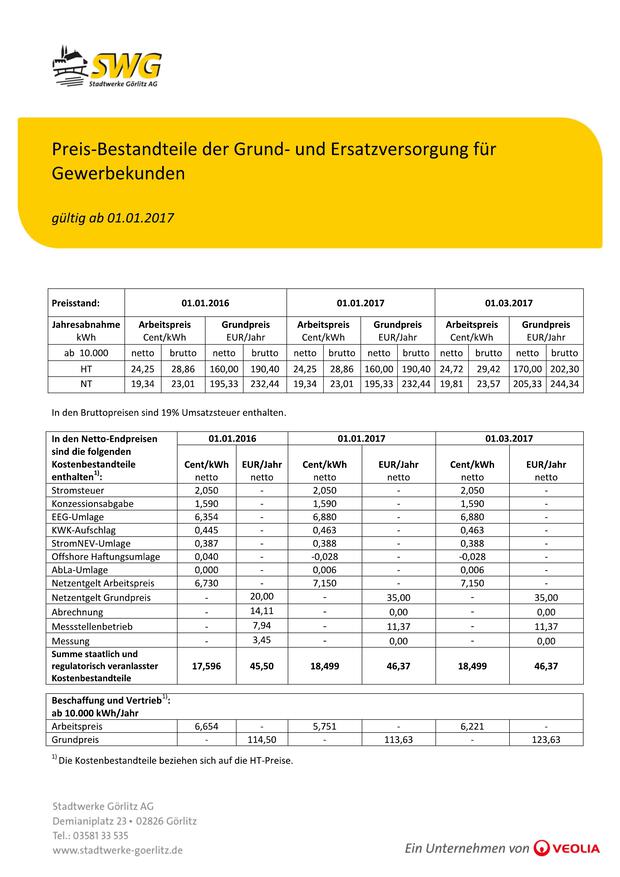 SWG
Stadtwerke Görlitz AG
Preis-Bestandteile der Grund- und Ersatzversorgung für
Gewerbekunden
gültig ab 01.01.2017
Preisstand: 01.01.2016 01.01.2017 01.03.2017
Jahresabnahme Arbeitspreis Grundpreis Arbeitspreis Grundpreis Arbeitspreis Grundpreis
kWh Cent/kWh EUR/Jahr Cent/kWh EUR/Jahr Cent/kWh EUR/Jahr
ab 10.000 netto brutto netto brutto netto brutto netto brutto netto brutto netto brutto
HT 24,25 28,86 160,00 190,40 24,25 28,86 160,00 190,40 24,72 29,42 170,00 202,30
NT 19,34 23,01 195,33 232,44 19,34 23,01 195,33 232,44 19,81 23,57 205,33 244,34
In den Bruttopreisen sind 19% Umsatzsteuer enthalten.
In den Netto-Endpreisen 01.01.2016 01.01.2017 01.03.2017
sind die folgenden
Kostenbestandteile Cent/kWh EUR/Jahr Cent/kWh EUR/Jahr Cent/kWh EUR/Jahr
enthalten1): netto netto netto netto netto netto
Stromsteuer 2,050 - 2,050 - 2,050 -
Konzessionsabgabe 1,590 - 1,590 - 1,590 -
EEG-Umlage 6,354 - 6,880 - 6,880 -
KWK-Aufschlag 0,445 - 0,463 - 0,463 -
StromNEV-Umlage 0,387 - 0,388 - 0,388 -
Offshore Haftungsumlage 0,040 - -0,028 - -0,028 -
AbLa-Umlage 0,000 - 0,006 - 0,006 -
Netzentgelt Arbeitspreis 6,730 - 7,150 - 7,150 -
Netzentgelt Grundpreis - 20,00 - 35,00 - 35,00
Abrechnung - 14,11 - 0,00 - 0,00
Messstellenbetrieb - 7,94 - 11,37 - 11,37
Messung - 3,45 - 0,00 - 0,00
Summe staatlich und
regulatorisch veranlasster 17,596 45,50 18,499 46,37 18,499 46,37
Kostenbestandteile
Beschaffung und Vertrieb1):
ab 10.000 kWh/Jahr
Arbeitspreis 6,654 - 5,751 - 6,221 -
Grundpreis - 114,50 - 113,63 - 123,63
1) Die Kostenbestandteile beziehen sich auf die HT-Preise.
Stadtwerke Görlitz AG
Demianiplatz 23 • 02826 Görlitz
Tel.: 03581 33 535
www.stadtwerke-goerlitz.de
Ein Unternehmen von VEOLIA